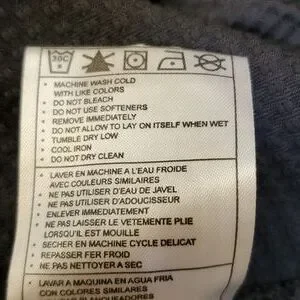 30C
• MACHINE WASH COLD
WITH LIKE COLORS
• DO NOT BLEACH
• DO NOT USE SOFTENERS
• REMOVE IMMEDIATELY
• DO NOT ALLOW TO LAY ON ITSELF WHEN WET
• TUMBLE DRY LOW
• COOL IRON
• DO NOT DRY CLEAN
• LAVER EN MACHINE A L'EAU FROIDE
AVEC COULEURS SIMILAIRES
• NE PAS UTILISER D'EAU DE JAVEL
• NE PAS UTILISER D'ADOUCISSEUR
• ENLEVER IMMEDIATEMENT
• NE PAS LAISSER LE VETEMENTE PLIE
LORSQU'IL EST MOUILLE
• SECHER EN MACHINE CYCLE DELICAT
• REPASSER FER FROID
• NE PAS NETTOYER A SEC
• LAVAR A MAQUINA EN AGUA FRIA
CON COLORES SIMILARES
BLANQUEADORES